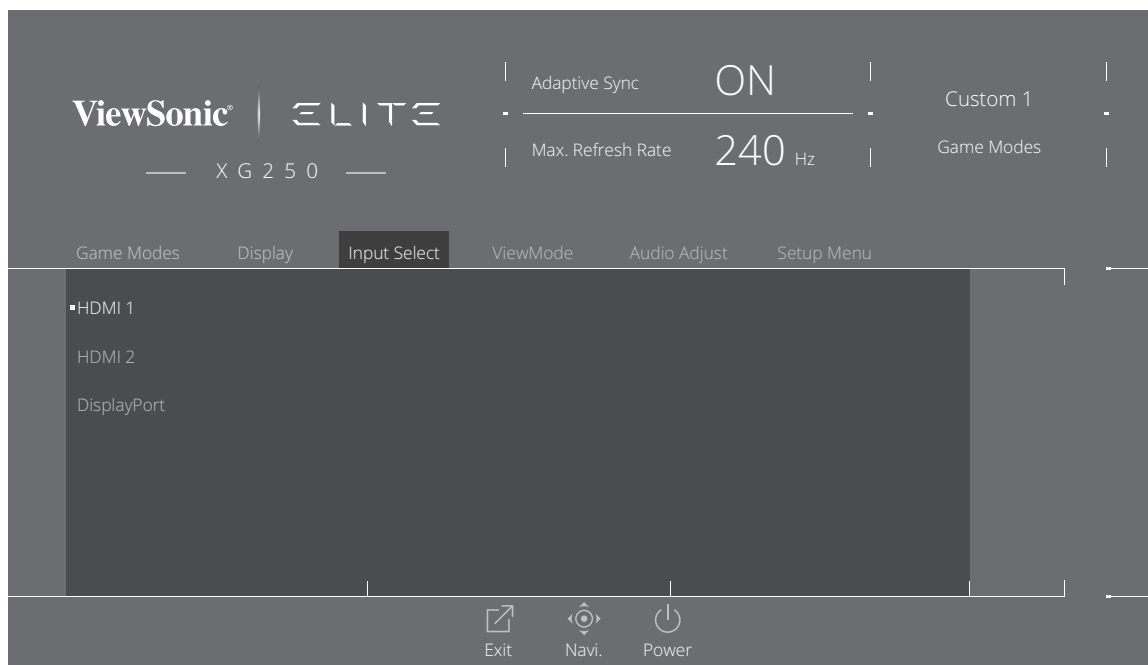 ViewSonic® ELITE
XG250
Adaptive Sync ON
Max. Refresh Rate 240 Hz
Custom 1
Game Modes
Game Modes Display Input Select ViewMode Audio Adjust Setup Menu
HDMI 1
HDMI 2
DisplayPort
Exit Navi. Power